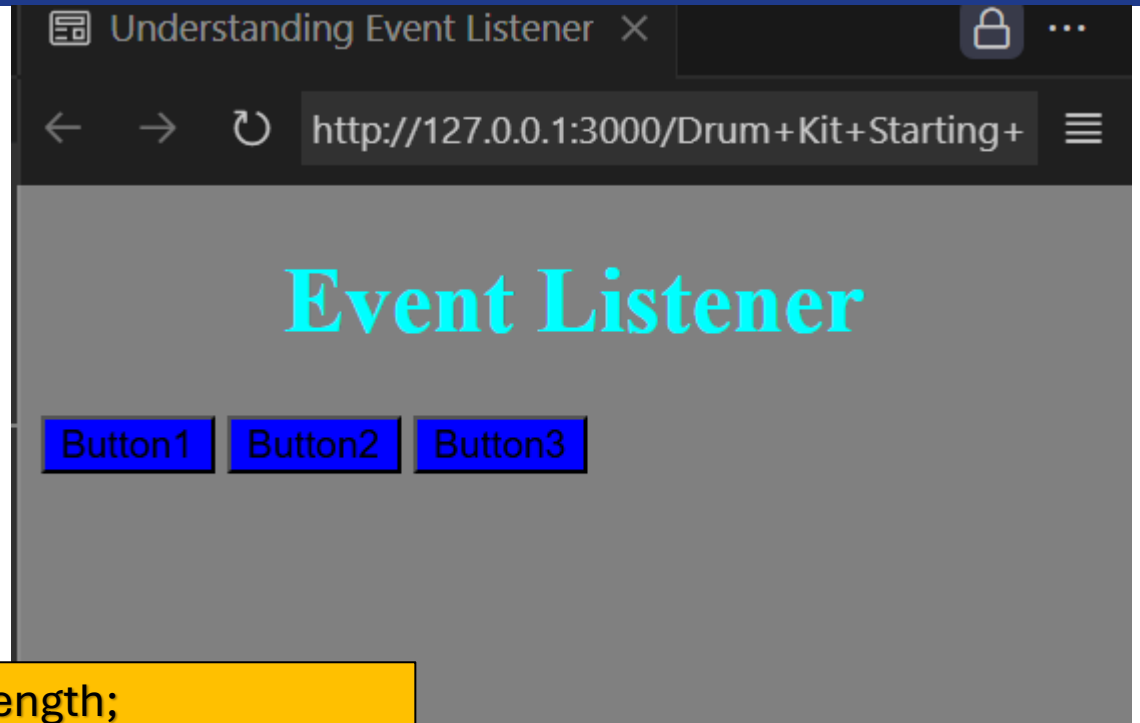 Understanding Event Listener
http://127.0.0.1:3000/Drum+Kit+Starting+
Event Listener
Button1 Button2 Button3
ength;